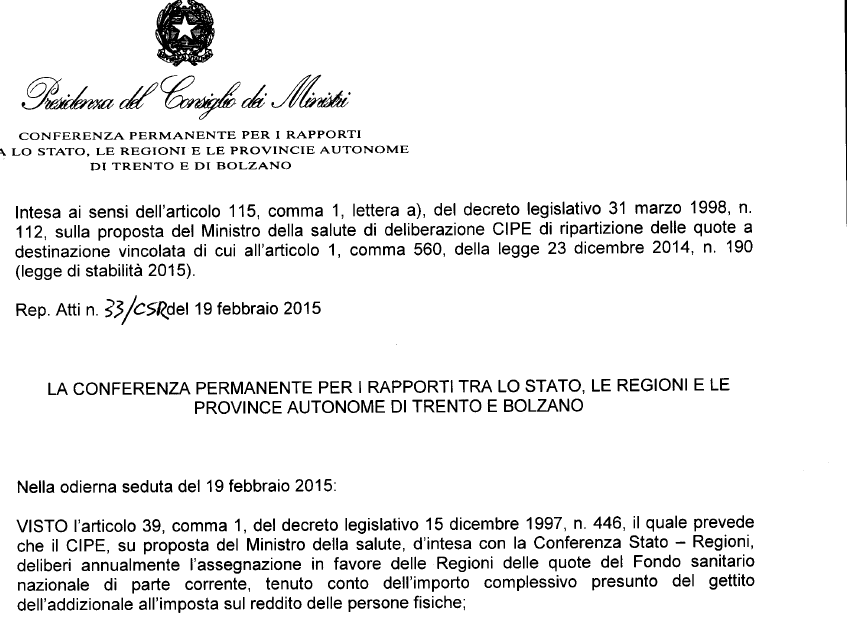 Presidenza del Consiglio dei Ministri
CONFERENZA PERMANENTE PER I RAPPORTI
A LO STATO, LE REGIONI E LE PROVINCIE AUTONOME
DI TRENTO E DI BOLZANO
Intesa ai sensi dell'articolo 115, comma 1, lettera a), del decreto legislativo 31 marzo 1998, n.
112, sulla proposta del Ministro della salute di deliberazione CIPE di ripartizione delle quote a
destinazione vincolata di cui all'articolo 1, comma 560, della legge 23 dicembre 2014, n. 190
(legge di stabilità 2015).
Rep. Atti n. 33/CSR del 19 febbraio 2015
LA CONFERENZA PERMANENTE PER I RAPPORTI TRA LO STATO, LE REGIONI E LE
PROVINCE AUTONOME DI TRENTO E BOLZANO
Nella odierna seduta del 19 febbraio 2015:
VISTO l'articolo 39, comma 1, del decreto legislativo 15 dicembre 1997, n. 446, il quale prevede
che il CIPE, su proposta del Ministro della salute, d'intesa con la Conferenza Stato – Regioni,
deliberi annualmente l'assegnazione in favore delle Regioni delle quote del Fondo sanitario
nazionale di parte corrente, tenuto conto dell'importo complessivo presunto del gettito
dell'addizionale all'imposta sul reddito delle persone fisiche;